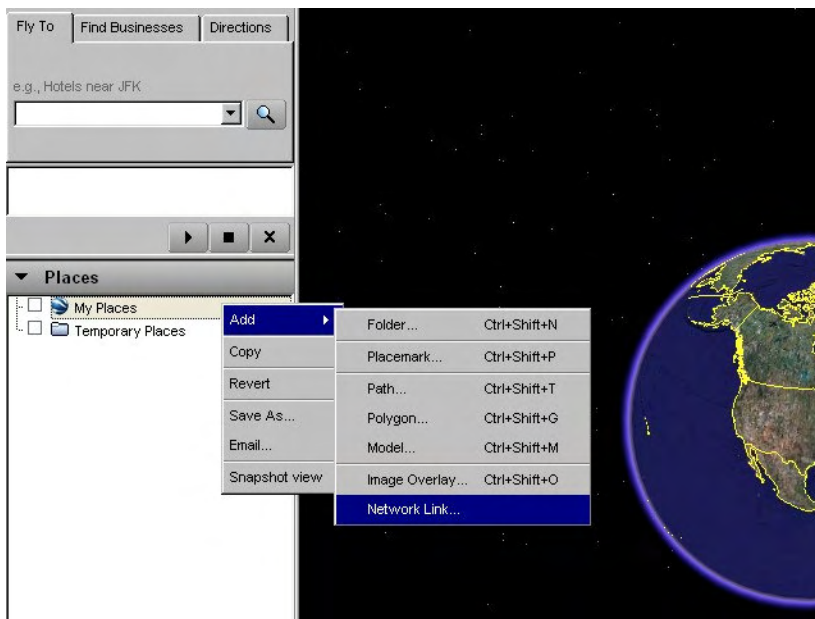 Fly To
Find Businesses
Directions
e.g., Hotels near JFK
Places
My Places
Temporary Places
Add
Copy
Revert
Save As...
Email...
Snapshot view
Folder... Ctrl+Shift+N
Placemark... Ctrl+Shift+P
Path... Ctrl+Shift+T
Polygon... Ctrl+Shift+G
Model... Ctrl+Shift+M
Image Overlay... Ctrl+Shift+O
Network Link...